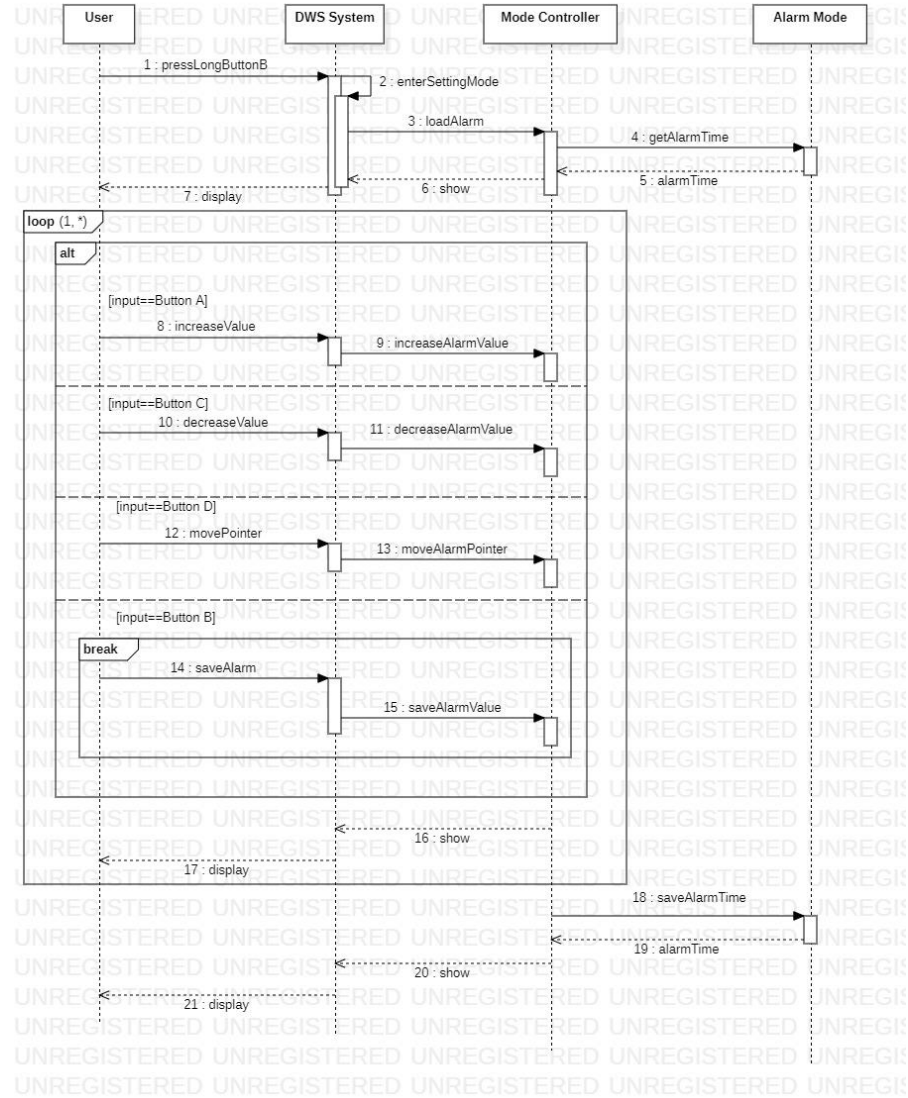 User
DWS System
Mode Controller
Alarm Mode
1 : pressLongButtonB
2 : enterSettingMode
3 : loadAlarm
4 : getAlarmTime
5 : alarmTime
6 : show
7 : display
loop (1, *)
alt
[input==Button A]
8 : increaseValue
9 : increaseAlarmValue
[input==Button C]
10 : decreaseValue
11 : decreaseAlarmValue
[input==Button D]
12 : movePointer
13 : moveAlarmPointer
[input==Button B]
break
14 : saveAlarm
15 : saveAlarmValue
16 : show
17 : display
18 : saveAlarmTime
19 : alarmTime
20 : show
21 : display
UNREGISTERED